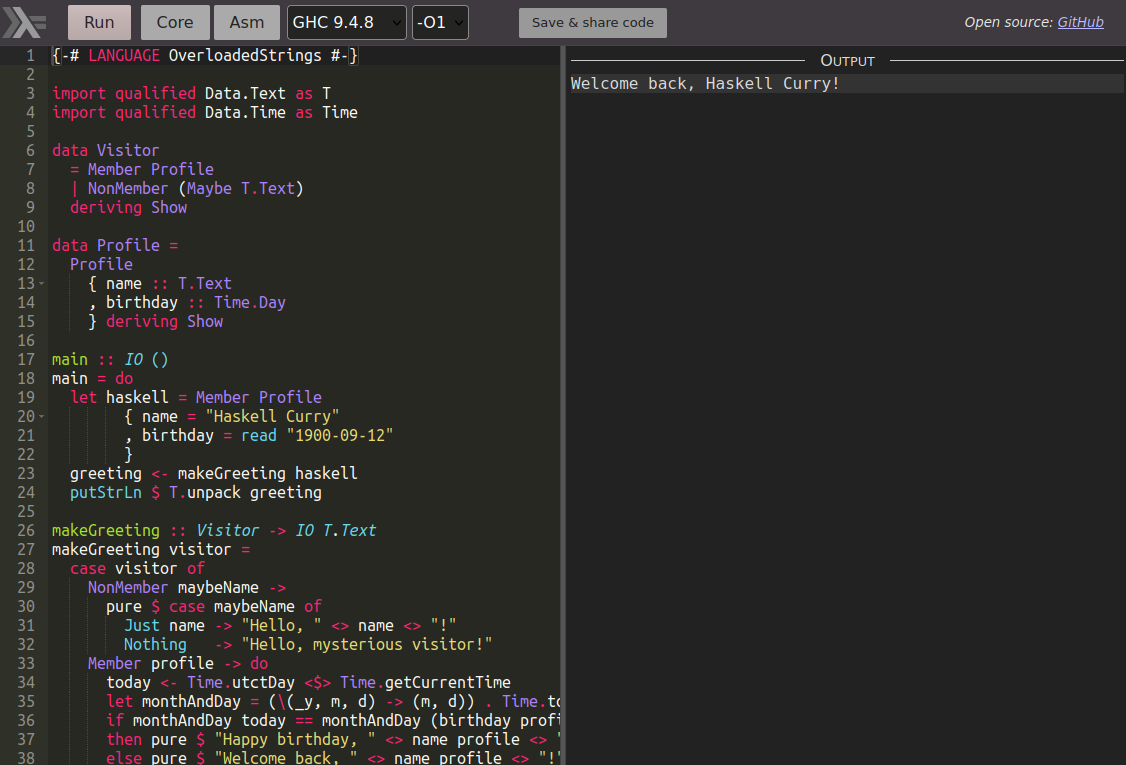 Run Core Asm GHC 9.4.8 -O1 Save & share code Open source: GitHub
1 {-# LANGUAGE OverloadedStrings #-}
2
3 import qualified Data.Text as T
4 import qualified Data.Time as Time
5
6 data Visitor
7   = Member Profile
8   | NonMember (Maybe T.Text)
9   deriving Show
10
11 data Profile =
12   Profile
13     { name :: T.Text
14     , birthday :: Time.Day
15     } deriving Show
16
17 main :: IO ()
18 main = do
19   let haskell = Member Profile
20         { name = "Haskell Curry"
21         , birthday = read "1900-09-12"
22         }
23   greeting <- makeGreeting haskell
24   putStrLn $ T.unpack greeting
25
26 makeGreeting :: Visitor -> IO T.Text
27 makeGreeting visitor =
28   case visitor of
29     NonMember maybeName ->
30       pure $ case maybeName of
31         Just name -> "Hello, " <> name <> "!"
32         Nothing   -> "Hello, mysterious visitor!"
33     Member profile -> do
34       today <- Time.utctDay <$> Time.getCurrentTime
35       let monthAndDay = (\(_y, m, d) -> (m, d)) . Time.to
36       if monthAndDay today == monthAndDay (birthday profi
37       then pure $ "Happy birthday, " <> name profile <> "
38       else pure $ "Welcome back, " <> name profile <> "!"
OUTPUT
Welcome back, Haskell Curry!